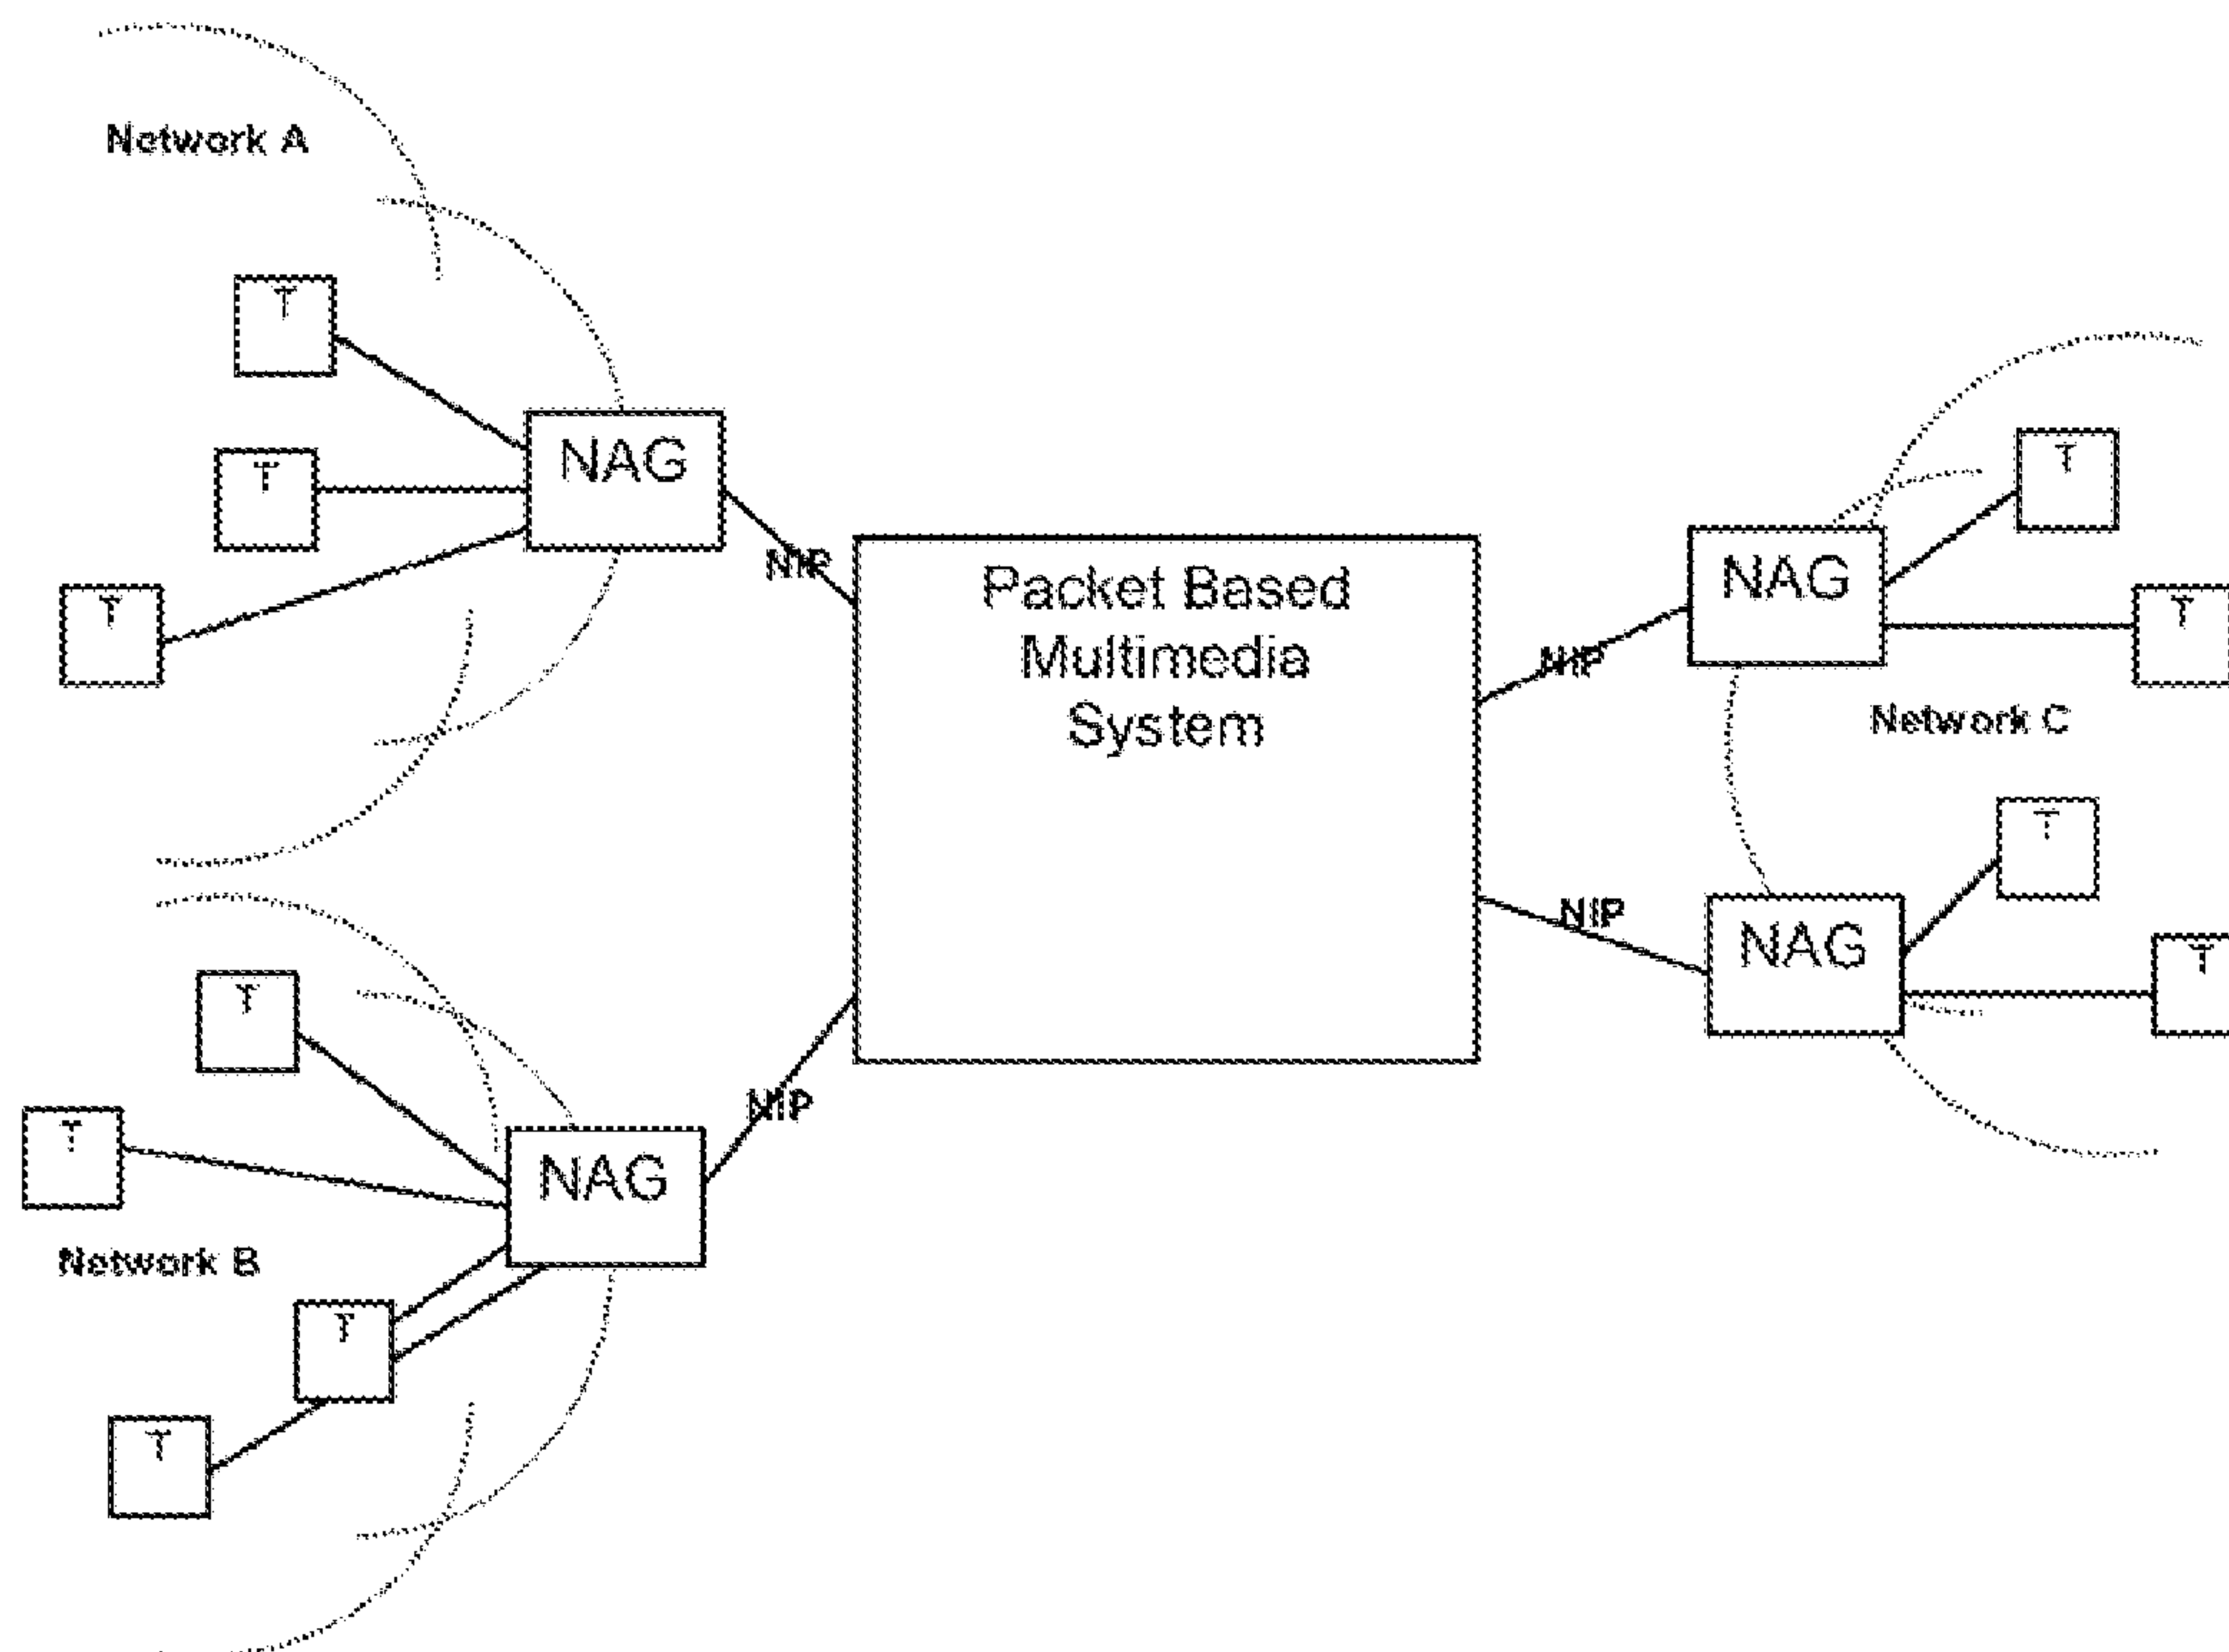 Network A
T
T
T
NAG
NIP
Packet Based
Multimedia
System
NIP
NAG
T
T
Network C
NIP
NAG
T
T
T
T
Network B
T
T
NAG
NIP